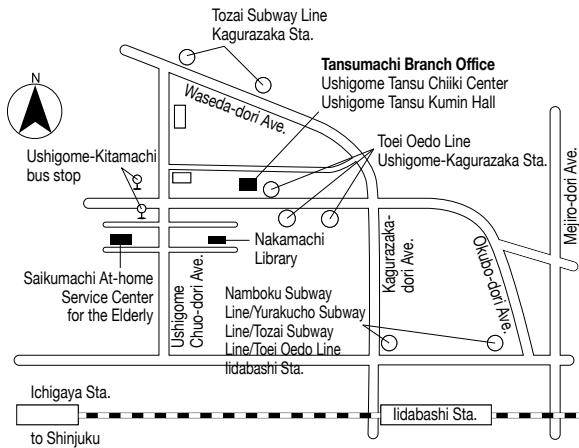 Tozai Subway Line
Kagurazaka Sta.
N
Tansumachi Branch Office
Ushigome Tansu Chiiki Center
Ushigome Tansu Kumin Hall
Waseda-dori Ave.
Toei Oedo Line
Ushigome-Kagurazaka Sta.
Ushigome-Kitamachi
bus stop
Mejiro-dori Ave.
Nakamachi
Library
Kagurazaka-
dori Ave.
Okubo-dori Ave.
Saikumachi At-home
Service Center
for the Elderly
Ushigome
Chuo-dori Ave.
Namboku Subway
Line/Yurakucho Subway
Line/Tozai Subway
Line/Toei Oedo Line
Iidabashi Sta.
Ichigaya Sta.
Iidabashi Sta.
to Shinjuku